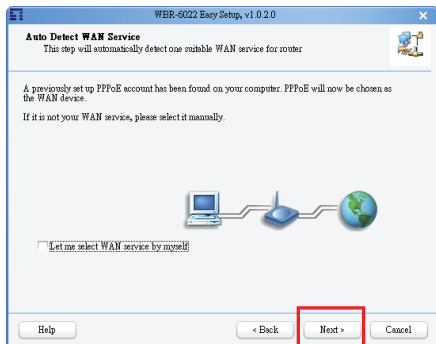 WBR-6022 Easy Setup, v1.0.2.0
Auto Detect WAN Service
This step will automatically detect one suitable WAN service for router
A previously set up PPPoE account has been found on your computer. PPPoE will now be chosen as
the WAN device.
If it is not your WAN service, please select it manually.
Let me select WAN service by myself
Help
< Back
Next >
Cancel